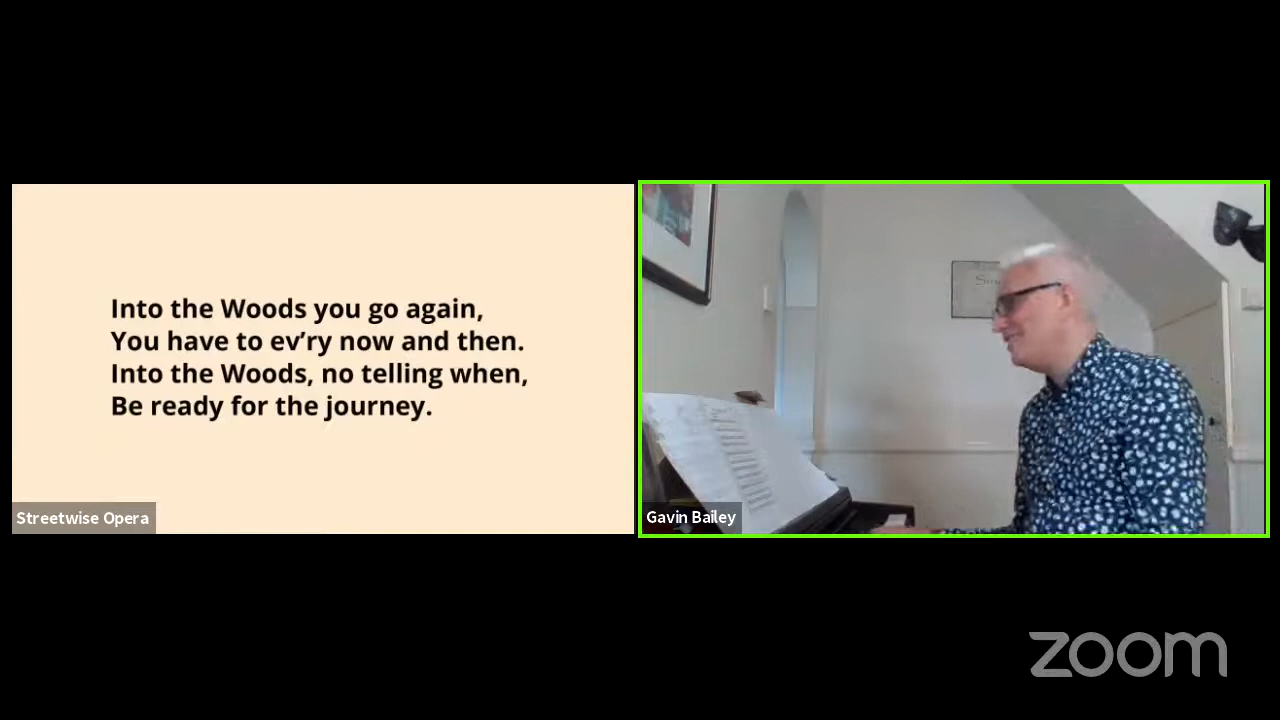 Into the Woods you go again,
You have to ev’ry now and then.
Into the Woods, no telling when,
Be ready for the journey.
Streetwise Opera
Gavin Bailey
zoom